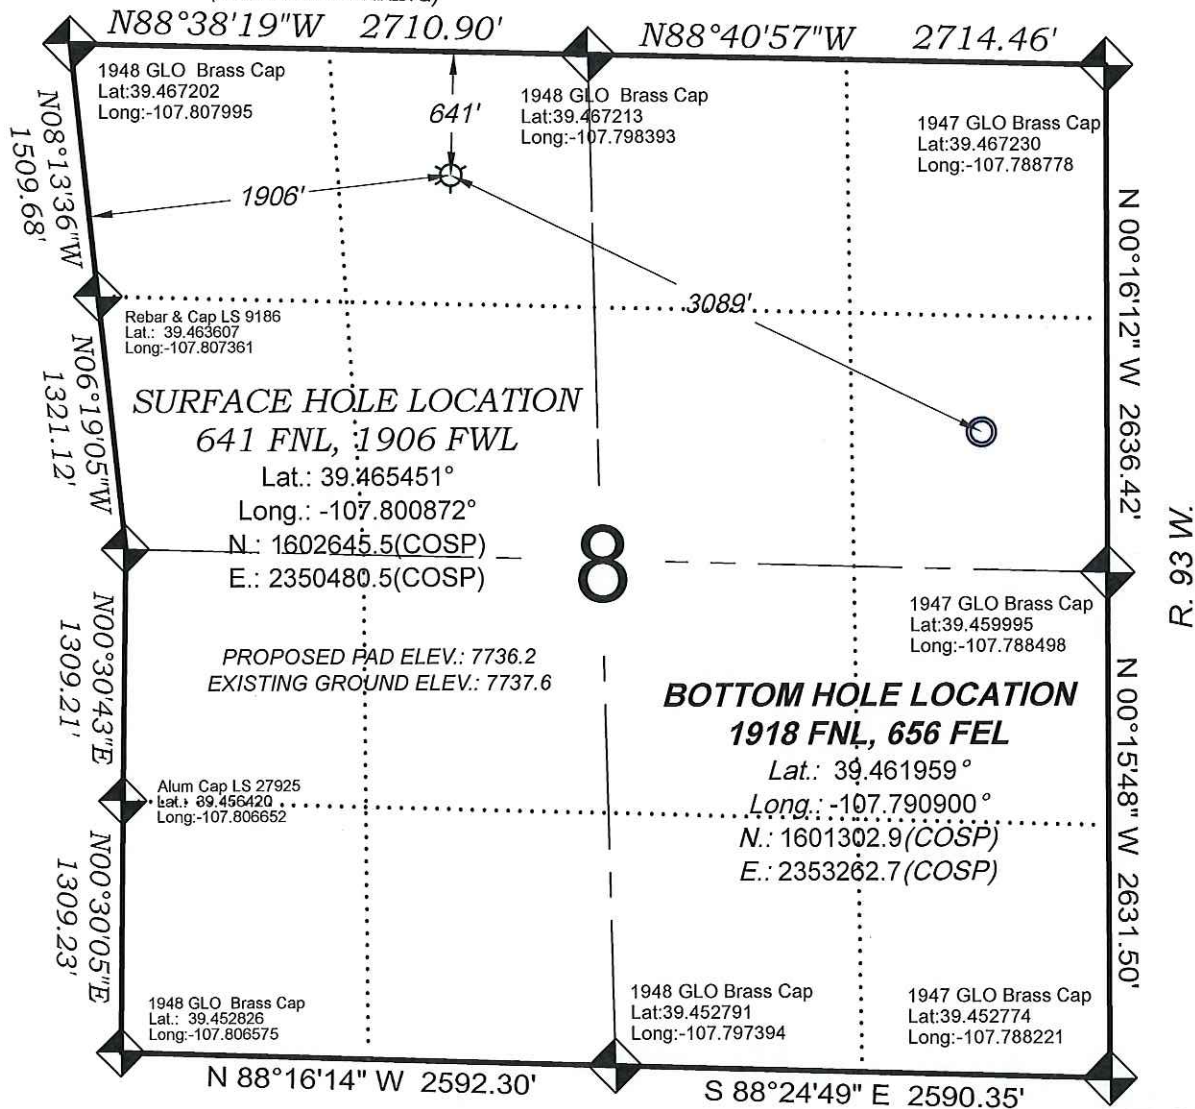 N88°38'19"W 2710.90'
N88°40'57"W 2714.46'
1948 GLO Brass Cap
Lat:39.467202
Long:-107.807995
641'
1948 GLO Brass Cap
Lat:39.467213
Long:-107.798393
1947 GLO Brass Cap
Lat:39.467230
Long:-107.788778
N08°13'36"W
1509.68'
1906'
3089'
N 00°16'12" W 2636.42'
Rebar & Cap LS 9186
Lat.: 39.463607
Long:-107.807361
N06°19'05"W
1321.12'
SURFACE HOLE LOCATION
641 FNL, 1906 FWL
Lat.: 39.465451°
Long.: -107.800872°
N.: 1602645.5(COSP)
E.: 2350480.5(COSP)
8
R. 93 W.
1947 GLO Brass Cap
Lat:39.459995
Long:-107.788498
N00°30'43"E
1309.21'
PROPOSED PAD ELEV.: 7736.2
EXISTING GROUND ELEV.: 7737.6
BOTTOM HOLE LOCATION
1918 FNL, 656 FEL
Lat.: 39.461959°
Long.: -107.790900°
N.: 1601302.9(COSP)
E.: 2353262.7(COSP)
N 00°15'48" W 2631.50'
Alum Cap LS 27925
Lat.: 39.456420
Long:-107.806652
N00°30'05"E
1309.23'
1948 GLO Brass Cap
Lat.: 39.452826
Long:-107.806575
1948 GLO Brass Cap
Lat:39.452791
Long:-107.797394
1947 GLO Brass Cap
Lat:39.452774
Long:-107.788221
N 88°16'14" W 2592.30'
S 88°24'49" E 2590.35'